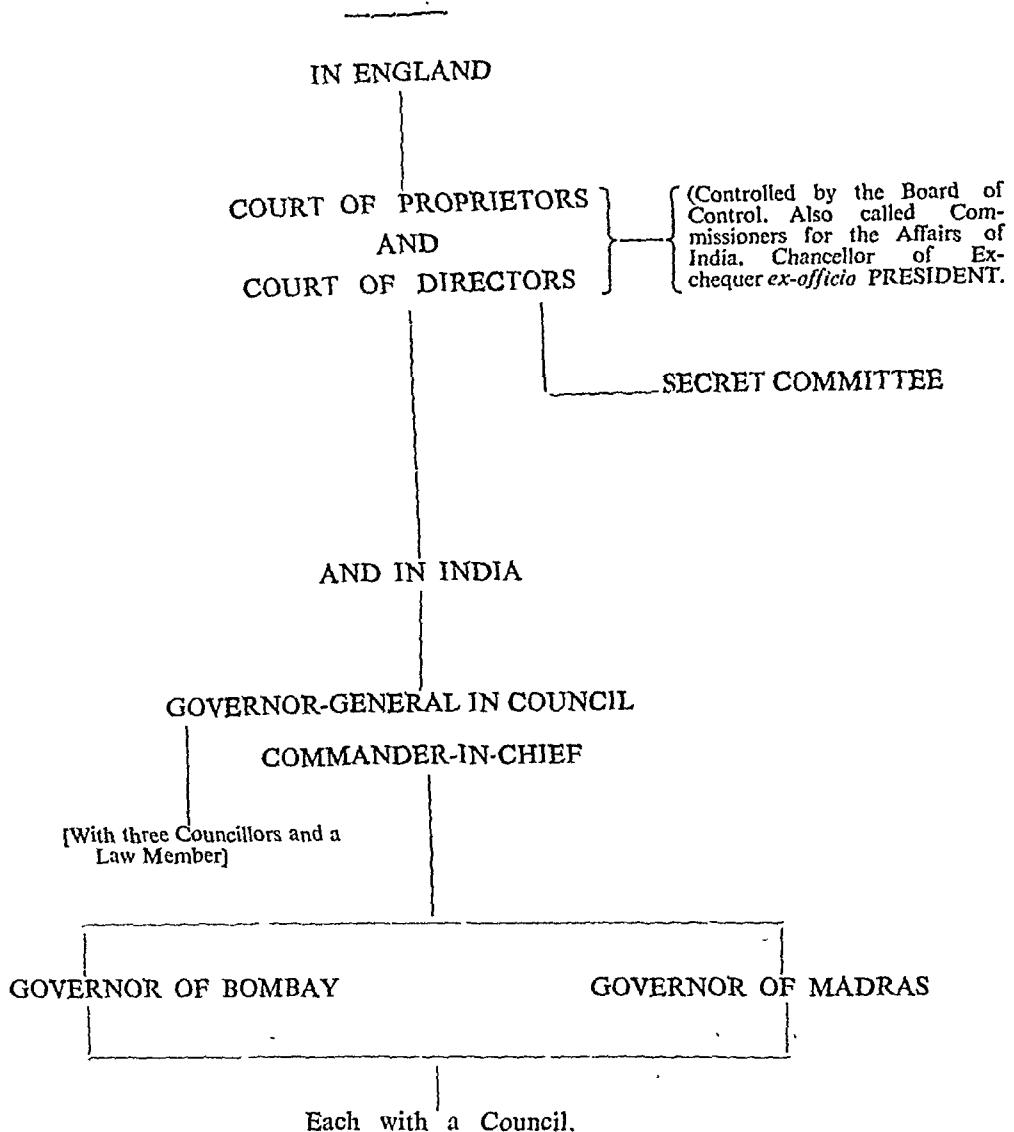 IN ENGLAND
COURT OF PROPRIETORS
AND
COURT OF DIRECTORS
(Controlled by the Board of
Control. Also called Com-
missioners for the Affairs of
India. Chancellor of Ex-
chequer ex-officio PRESIDENT.
SECRET COMMITTEE
AND IN INDIA
GOVERNOR-GENERAL IN COUNCIL
COMMANDER-IN-CHIEF
[With three Councillors and a
Law Member]
GOVERNOR OF BOMBAY
GOVERNOR OF MADRAS
Each with a Council.